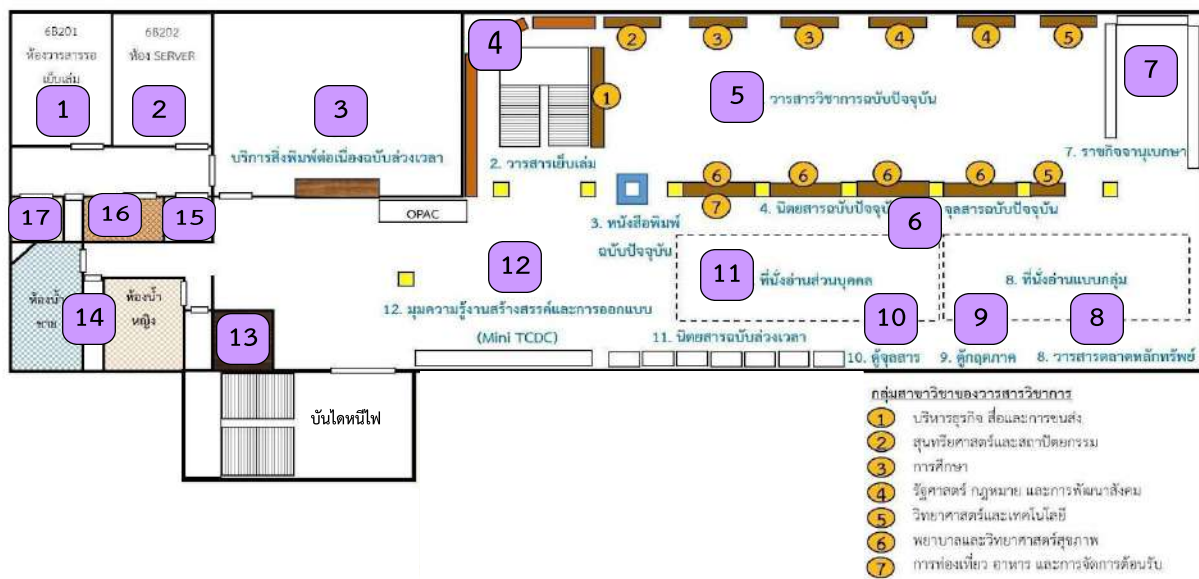 6B201
ห้องวารสารรอ
เย็บเล่ม
1
6B202
ห้อง SERVER
2
3
บริการสิ่งพิมพ์ต่อเนื่องฉบับล่วงเวลา
4
2
3
3
4
4
5
1
5
วารสารวิชาการฉบับปัจจุบัน
7
7. ราชกิจจานุเบกษา
2. วารสารเย็บเล่ม
6
6
6
6
5
7
17
16
15
OPAC
3. หนังสือพิมพ์
ฉบับปัจจุบัน
4. นิตยสารฉบับปัจจุบัน
6
จุลสารฉบับปัจจุบัน
12
12. มุมความรู้งานสร้างสรรค์และการออกแบบ
(Mini TCDC)
11
ที่นั่งอ่านส่วนบุคคล
8. ที่นั่งอ่านแบบกลุ่ม
ห้องน้ำ
ชาย
14
ห้องน้ำ
หญิง
13
10
9
8
11. นิตยสารฉบับล่วงเวลา
10. ตู้จุลสาร
9. ตู้กฤตภาค
8. วารสารตลาดหลักทรัพย์
บันไดหนีไฟ
กลุ่มสาขาวิชาของวารสารวิชาการ
1 บริหารธุรกิจ สื่อและการขนส่ง
2 สุนทรียศาสตร์และสถาปัตยกรรม
3 การศึกษา
4 รัฐศาสตร์ กฎหมาย และการพัฒนาสังคม
5 วิทยาศาสตร์และเทคโนโลยี
6 พยาบาลและวิทยาศาสตร์สุขภาพ
7 การท่องเที่ยว อาหาร และการจัดการต้อนรับ